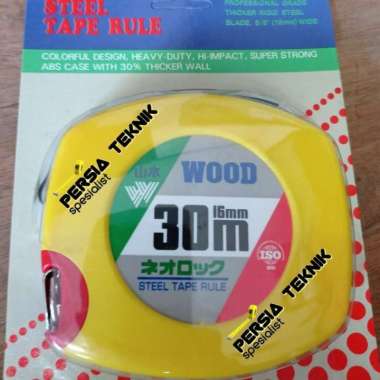 STEEL
TAPE RULE
PROFESSIONAL GRADE
THICKER RIGID STEEL
BLADE, 5/8" (16mm) WIDE
COLORFUL DESIGN, HEAVY-DUTY, HI-IMPACT, SUPER STRONG
ABS CASE WITH 30% THICKER WALL
山本
WOOD
16mm
30m
ISO
ネオロック
STEEL TAPE RULE
PERSIA TEKNIK
spesialist
PERSIA TEKNIK
spesialist